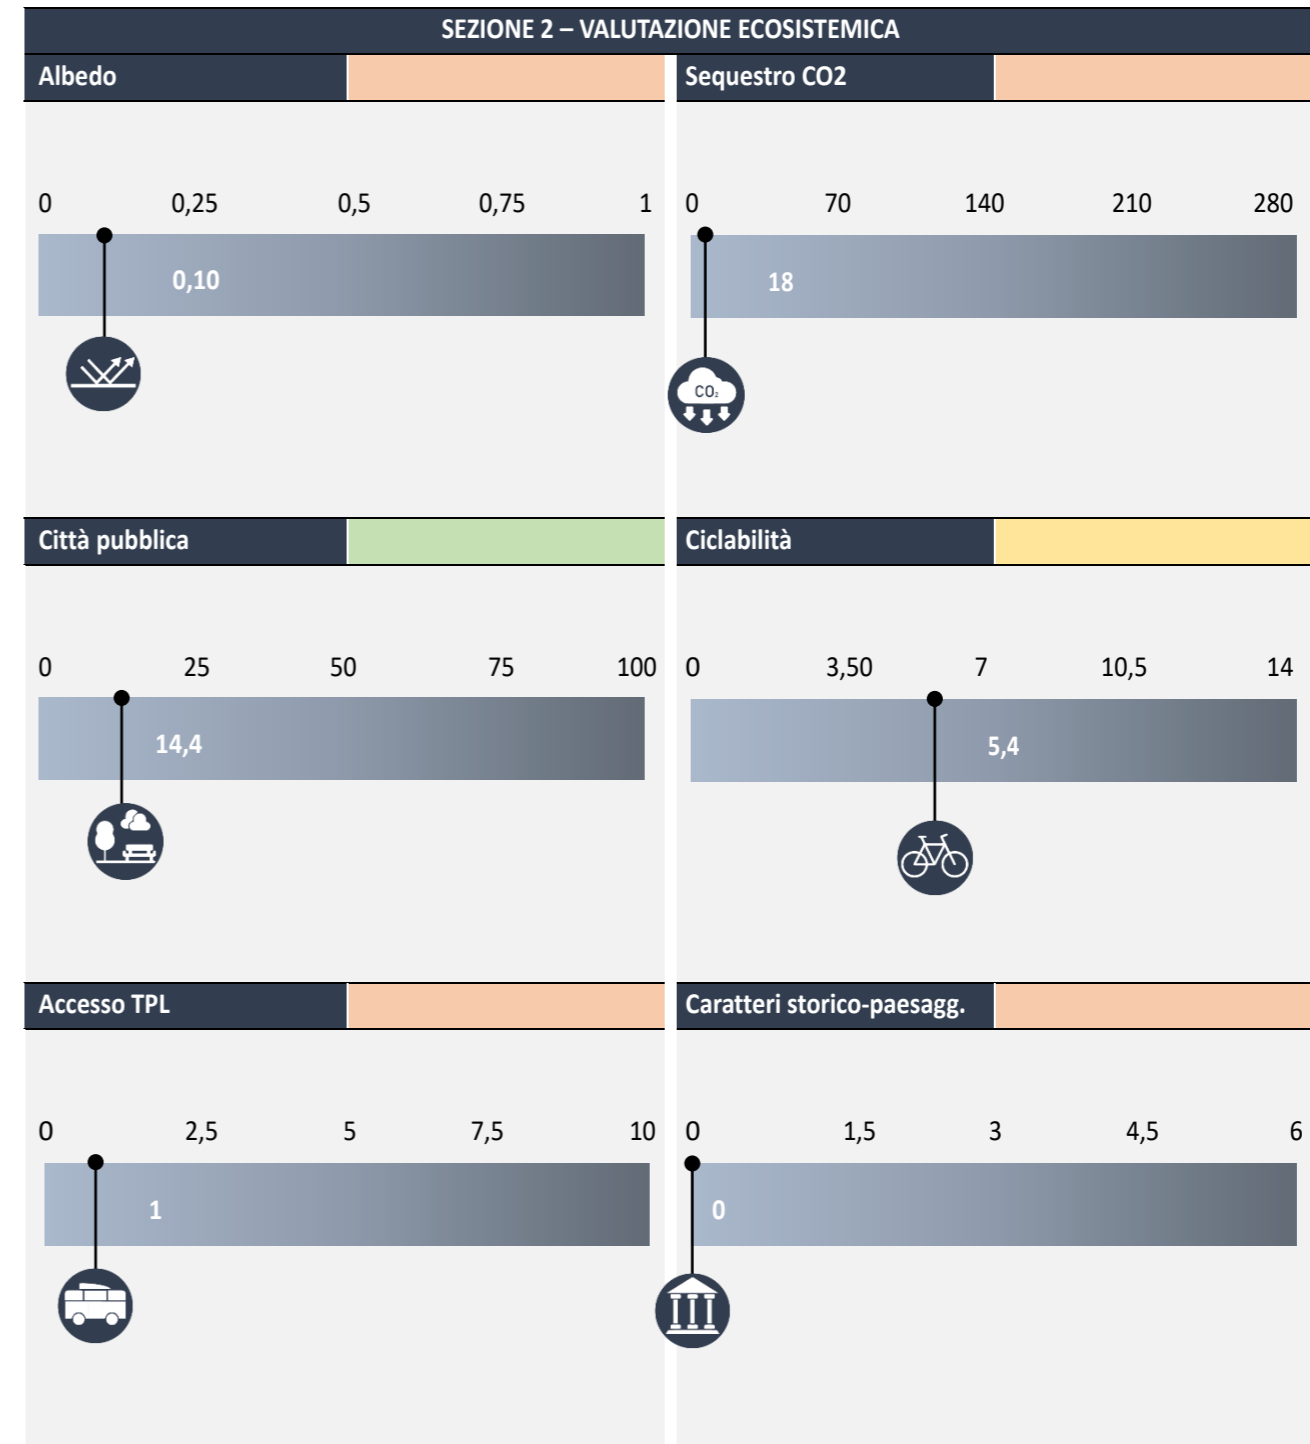 SEZIONE 2 – VALUTAZIONE ECOSISTEMICA
Albedo
0 0,25 0,5 0,75 1
0,10
Sequestro CO2
0 70 140 210 280
18
CO₂
Città pubblica
0 25 50 75 100
14,4
Ciclabilità
0 3,50 7 10,5 14
5,4
Accesso TPL
0 2,5 5 7,5 10
1
Caratteri storico-paesagg.
0 1,5 3 4,5 6
0